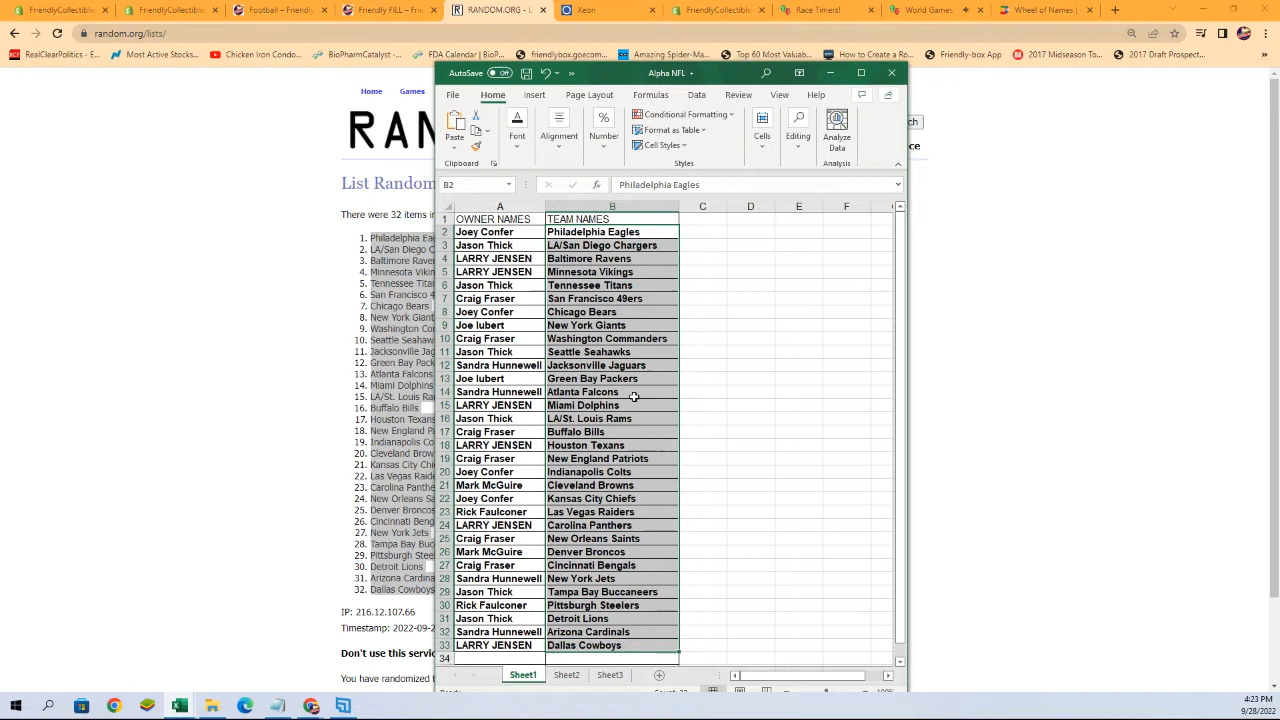 FriendlyCollectible
FriendlyCollectible
Football – Friendly
Friendly FILL – Fri
RANDOM.ORG - L
Xeon
FriendlyCollectible
Race Timers!
World Games
Wheel of Names |
random.org/lists/
RealClearPolitics - E...
Most Active Stocks...
Chicken Iron Condo...
BioPharmCatalyst -...
FDA Calendar | BioP...
friendlybox.goecom...
Amazing Spider-Ma...
Top 60 Most Valuab...
How to Create a Ro...
Friendly-box App
2017 Midseason To...
2017 Draft Prospect...
Home
Games
RAN
List Random
There were 32 items in
1. Philadelphia Ea
2. LA/San Diego C
3. Baltimore Rave
4. Minnesota Vikin
5. Tennessee Titan
6. San Francisco 4
7. Chicago Bears
8. New York Giant
9. Washington Co
10. Seattle Seahaw
11. Jacksonville Jag
12. Green Bay Pack
13. Atlanta Falcons
14. Miami Dolphins
15. LA/St. Louis Ra
16. Buffalo Bills
17. Houston Texans
18. New England P
19. Indianapolis Co
20. Cleveland Brow
21. Kansas City Chi
22. Las Vegas Raide
23. Carolina Panthe
24. New Orleans Sa
25. Denver Bronco
26. Cincinnati Beng
27. New York Jets
28. Tampa Bay Buc
29. Pittsburgh Stee
30. Detroit Lions
31. Arizona Cardina
32. Dallas Cowboys
IP: 216.12.107.66
Timestamp: 2022-09-2
Don't use this servic
You have randomized t
ch
ce
AutoSave Off
Alpha NFL
File Home Insert Page Layout Formulas Data Review View Help
Paste
Font
Alignment
Number
Conditional Formatting
Format as Table
Cell Styles
Cells
Editing
Analyze
Data
Clipboard
Styles
Analysis
B2
Philadelphia Eagles
A B C D E F
1 OWNER NAMES TEAM NAMES
2 Joey Confer Philadelphia Eagles
3 Jason Thick LA/San Diego Chargers
4 LARRY JENSEN Baltimore Ravens
5 LARRY JENSEN Minnesota Vikings
6 Jason Thick Tennessee Titans
7 Craig Fraser San Francisco 49ers
8 Joey Confer Chicago Bears
9 Joe lubert New York Giants
10 Craig Fraser Washington Commanders
11 Jason Thick Seattle Seahawks
12 Sandra Hunnewell Jacksonville Jaguars
13 Joe lubert Green Bay Packers
14 Sandra Hunnewell Atlanta Falcons
15 LARRY JENSEN Miami Dolphins
16 Jason Thick LA/St. Louis Rams
17 Craig Fraser Buffalo Bills
18 LARRY JENSEN Houston Texans
19 Craig Fraser New England Patriots
20 Joey Confer Indianapolis Colts
21 Mark McGuire Cleveland Browns
22 Joey Confer Kansas City Chiefs
23 Rick Faulconer Las Vegas Raiders
24 LARRY JENSEN Carolina Panthers
25 Craig Fraser New Orleans Saints
26 Mark McGuire Denver Broncos
27 Craig Fraser Cincinnati Bengals
28 Sandra Hunnewell New York Jets
29 Jason Thick Tampa Bay Buccaneers
30 Rick Faulconer Pittsburgh Steelers
31 Jason Thick Detroit Lions
32 Sandra Hunnewell Arizona Cardinals
33 LARRY JENSEN Dallas Cowboys
34
Sheet1 Sheet2 Sheet3
4:23 PM
9/28/2022